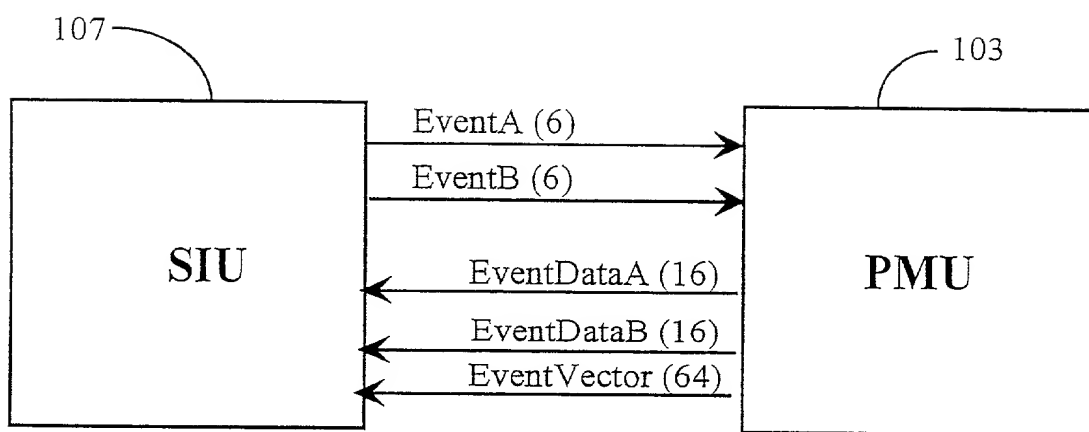 107
103
EventA (6)
EventB (6)
SIU
PMU
EventDataA (16)
EventDataB (16)
EventVector (64)